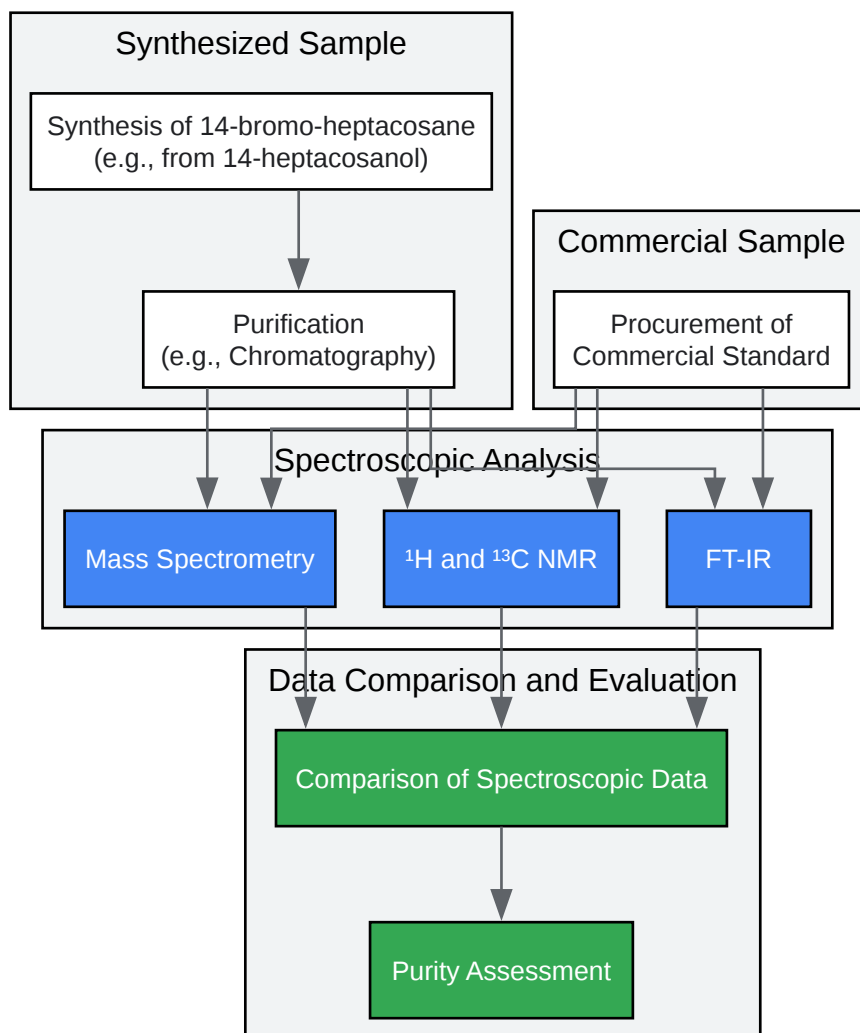 Synthesized Sample
Synthesis of 14-bromo-heptacosane
(e.g., from 14-heptacosanol)
Purification
(e.g., Chromatography)
Commercial Sample
Procurement of
Commercial Standard
Spectroscopic Analysis
Mass Spectrometry
¹H and ¹³C NMR
FT-IR
Data Comparison and Evaluation
Comparison of Spectroscopic Data
Purity Assessment